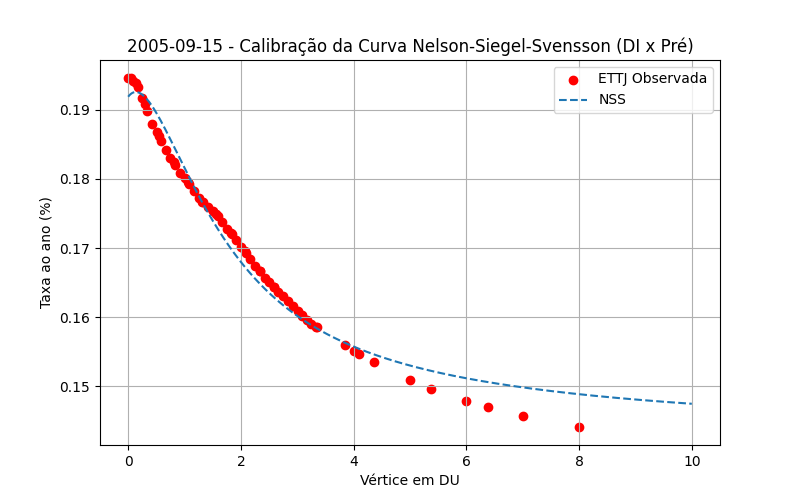 2005-09-15 - Calibração da Curva Nelson-Siegel-Svensson (DI x Pré)
ETTJ Observada
NSS
Taxa ao ano (%)
0.19
0.18
0.17
0.16
0.15
0 2 4 6 8 10
Vértice em DU